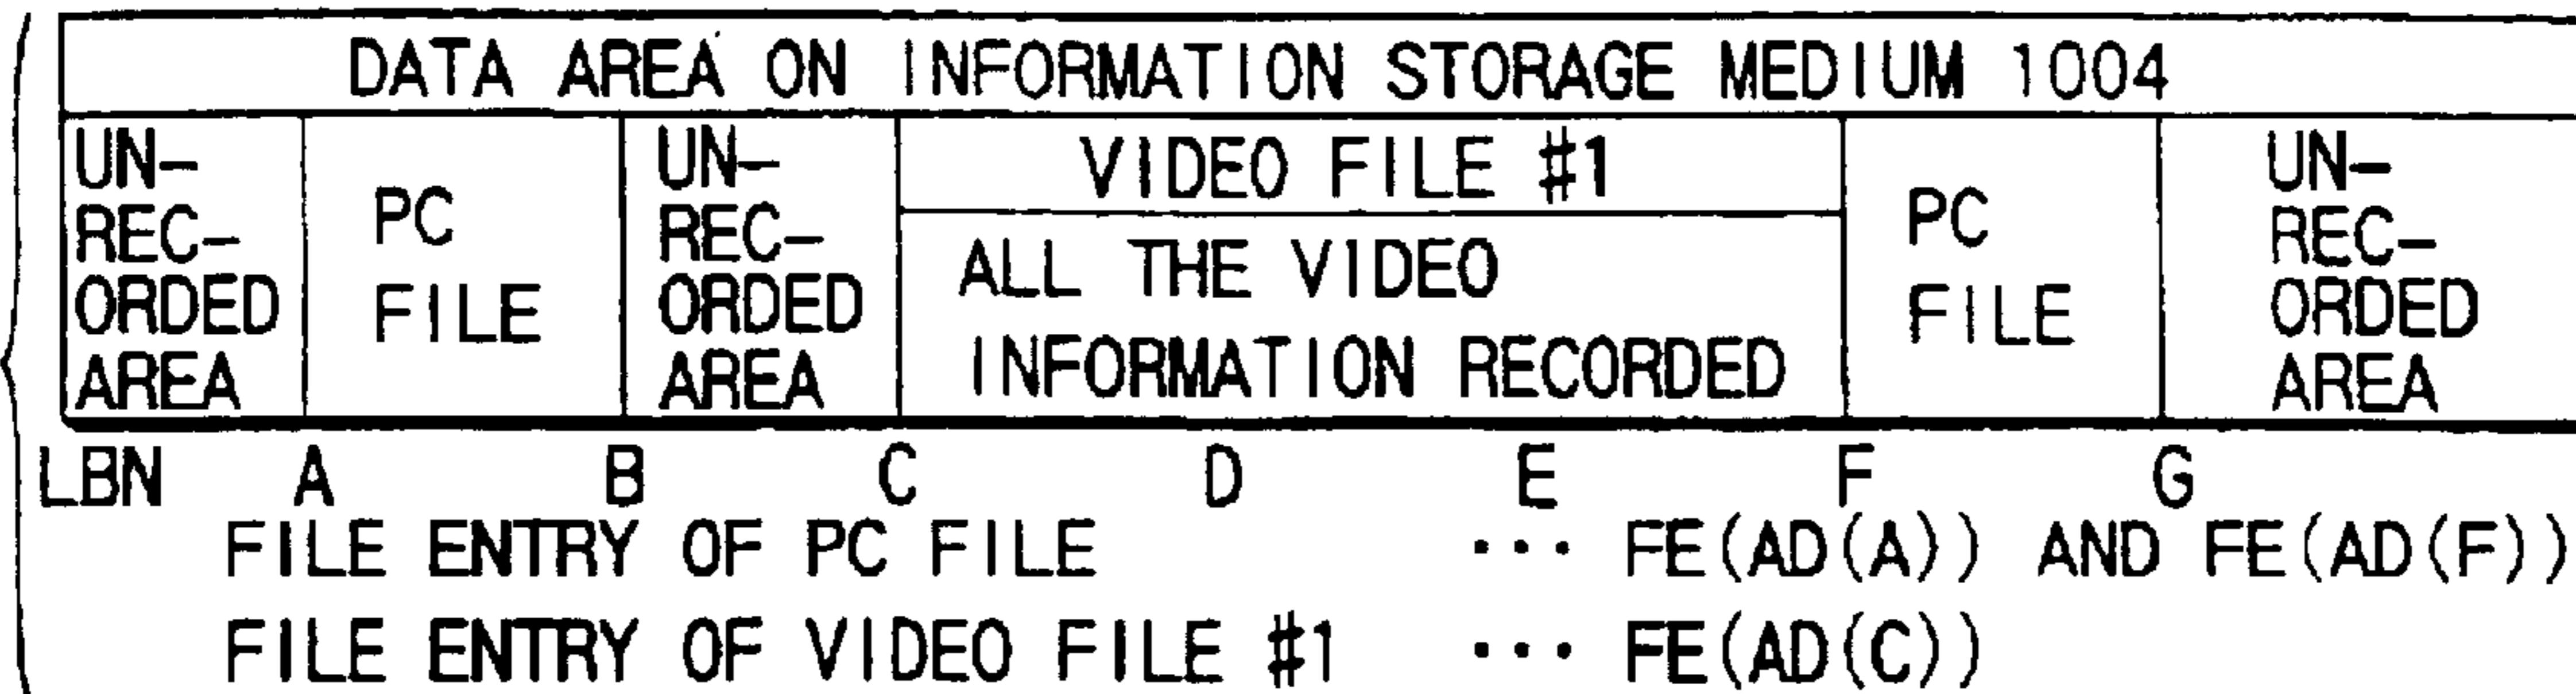 DATA AREA ON INFORMATION STORAGE MEDIUM 1004
UN-
REC-
ORDED
AREA
PC
FILE
UN-
REC-
ORDED
AREA
VIDEO FILE #1
ALL THE VIDEO
INFORMATION RECORDED
PC
FILE
UN-
REC-
ORDED
AREA
LBN A B C D E F G
FILE ENTRY OF PC FILE ... FE(AD(A)) AND FE(AD(F))
FILE ENTRY OF VIDEO FILE #1 ... FE(AD(C))